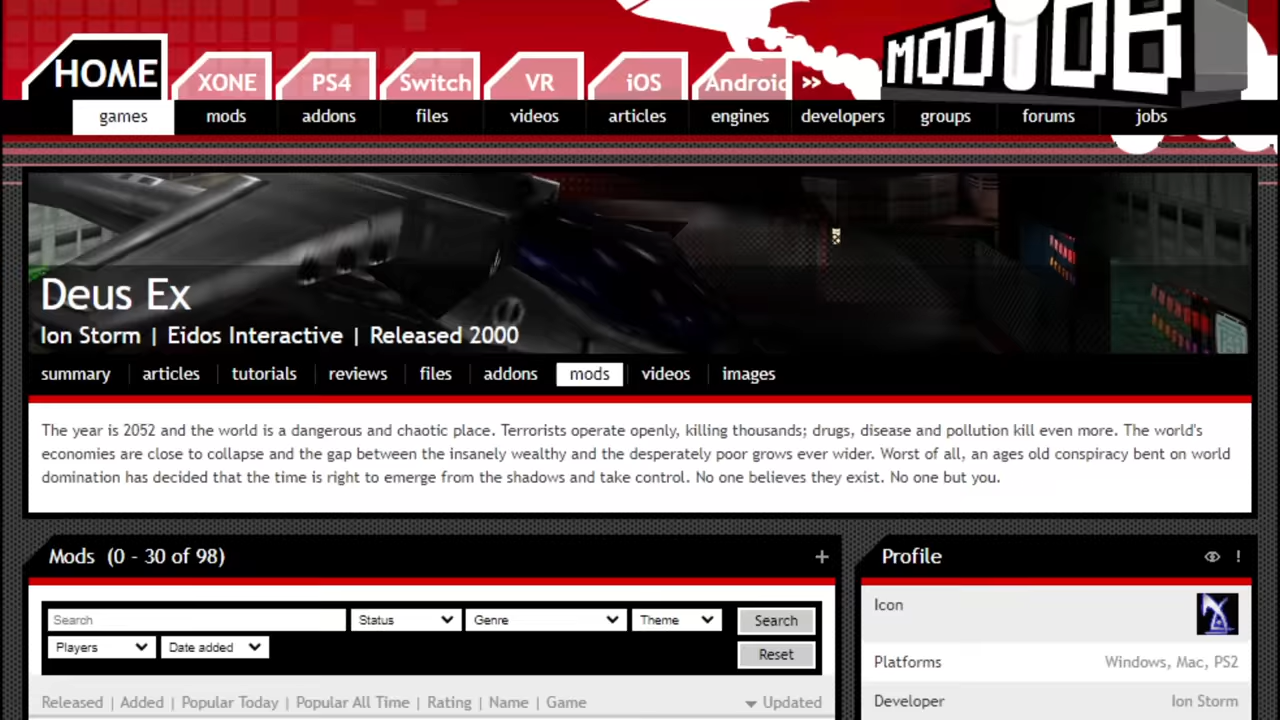 MOD DB
HOME XONE PS4 Switch VR iOS Android »
games mods addons files videos articles engines developers groups forums jobs
Deus Ex
Ion Storm | Eidos Interactive | Released 2000
summary articles tutorials reviews files addons mods videos images
The year is 2052 and the world is a dangerous and chaotic place. Terrorists operate openly, killing thousands; drugs, disease and pollution kill even more. The world's
economies are close to collapse and the gap between the insanely wealthy and the desperately poor grows ever wider. Worst of all, an ages old conspiracy bent on world
domination has decided that the time is right to emerge from the shadows and take control. No one believes they exist. No one but you.
Mods (0 - 30 of 98) +
Search Status Genre Theme Search
Players Date added Reset
Released | Added | Popular Today | Popular All Time | Rating | Name | Game Updated
Profile !
Icon
Platforms Windows, Mac, PS2
Developer Ion Storm